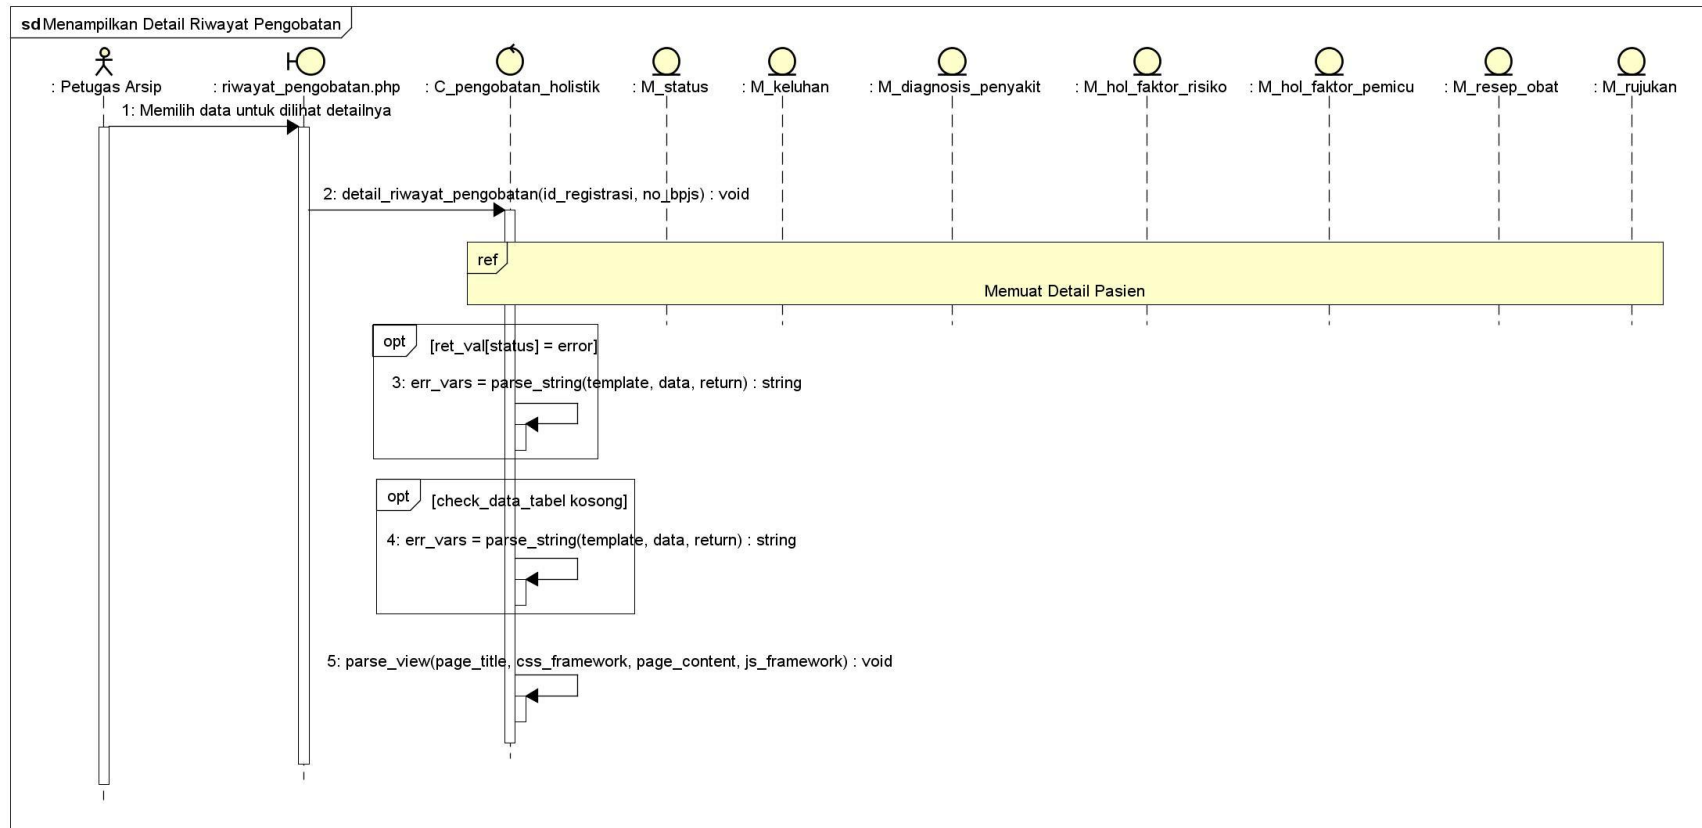 sd Menampilkan Detail Riwayat Pengobatan
: Petugas Arsip
: riwayat_pengobatan.php
: C_pengobatan_holistik
: M_status
: M_keluhan
: M_diagnosis_penyakit
: M_hol_faktor_risiko
: M_hol_faktor_pemicu
: M_resep_obat
: M_rujukan
1: Memilih data untuk dilihat detailnya
2: detail_riwayat_pengobatan(id_registrasi, no_bpjs) : void
ref
Memuat Detail Pasien
opt
[ret_val[status] = error]
3: err_vars = parse_string(template, data, return) : string
opt
[check_data_tabel kosong]
4: err_vars = parse_string(template, data, return) : string
5: parse_view(page_title, css_framework, page_content, js_framework) : void